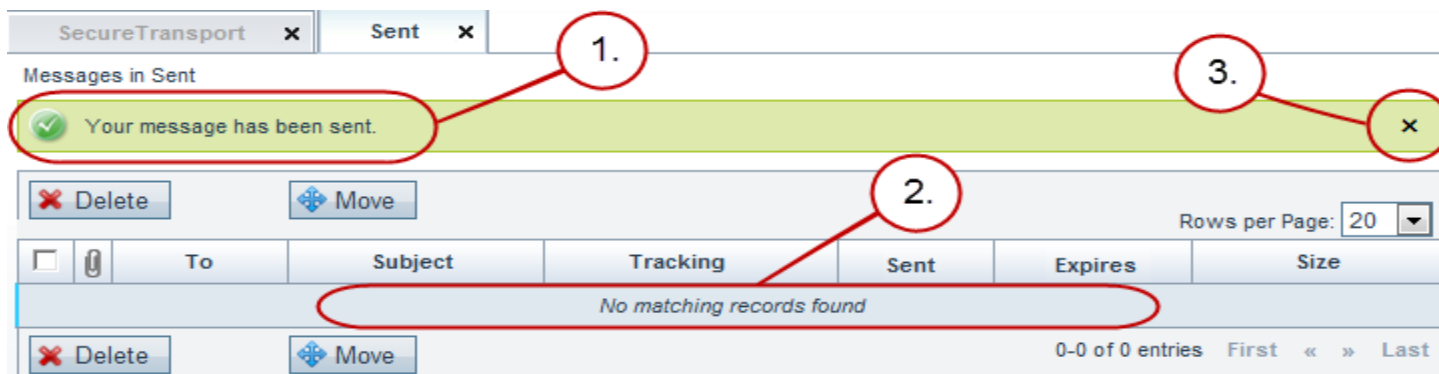 SecureTransport × Sent ×
1.
Messages in Sent
3.
Your message has been sent. ×
Delete Move
2.
Rows per Page: 20
To Subject Tracking Sent Expires Size
No matching records found
Delete Move 0-0 of 0 entries First « » Last